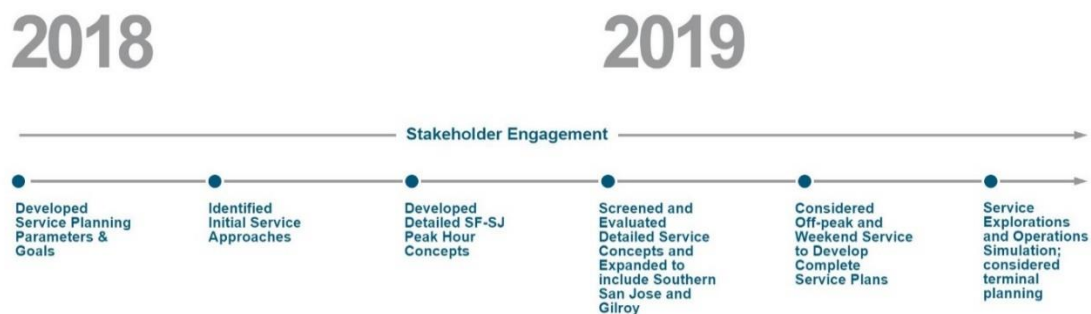 2018
2019
Stakeholder Engagement
Developed
Service Planning
Parameters &
Goals
Identified
Initial Service
Approaches
Developed
Detailed SF-SJ
Peak Hour
Concepts
Screened and
Evaluated
Detailed Service
Concepts and
Expanded to
include Southern
San Jose and
Gilroy
Considered
Off-peak and
Weekend Service
to Develop
Complete
Service Plans
Service
Explorations
and Operations
Simulation;
considered
terminal
planning